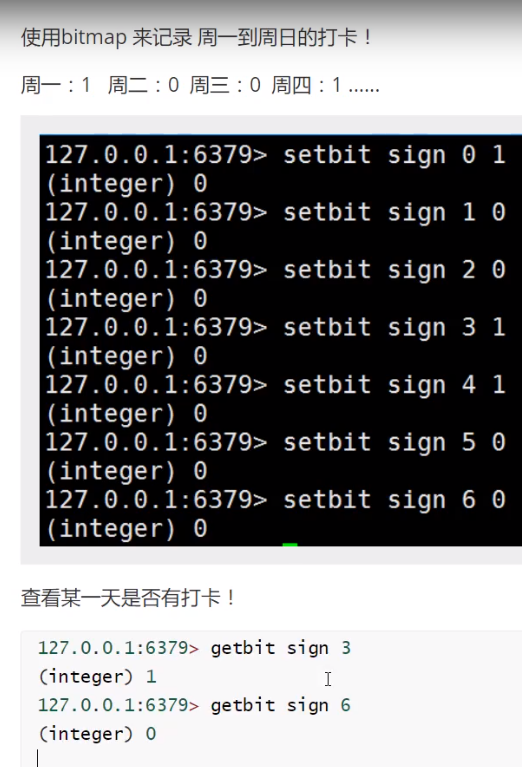 使用bitmap 来记录 周一到周日的打卡！
周一：1 周二：0 周三：0 周四：1 ......
127.0.0.1:6379> setbit sign 0 1
(integer) 0
127.0.0.1:6379> setbit sign 1 0
(integer) 0
127.0.0.1:6379> setbit sign 2 0
(integer) 0
127.0.0.1:6379> setbit sign 3 1
(integer) 0
127.0.0.1:6379> setbit sign 4 1
(integer) 0
127.0.0.1:6379> setbit sign 5 0
(integer) 0
127.0.0.1:6379> setbit sign 6 0
(integer) 0
查看某一天是否有打卡！
127.0.0.1:6379> getbit sign 3
(integer) 1
127.0.0.1:6379> getbit sign 6
(integer) 0